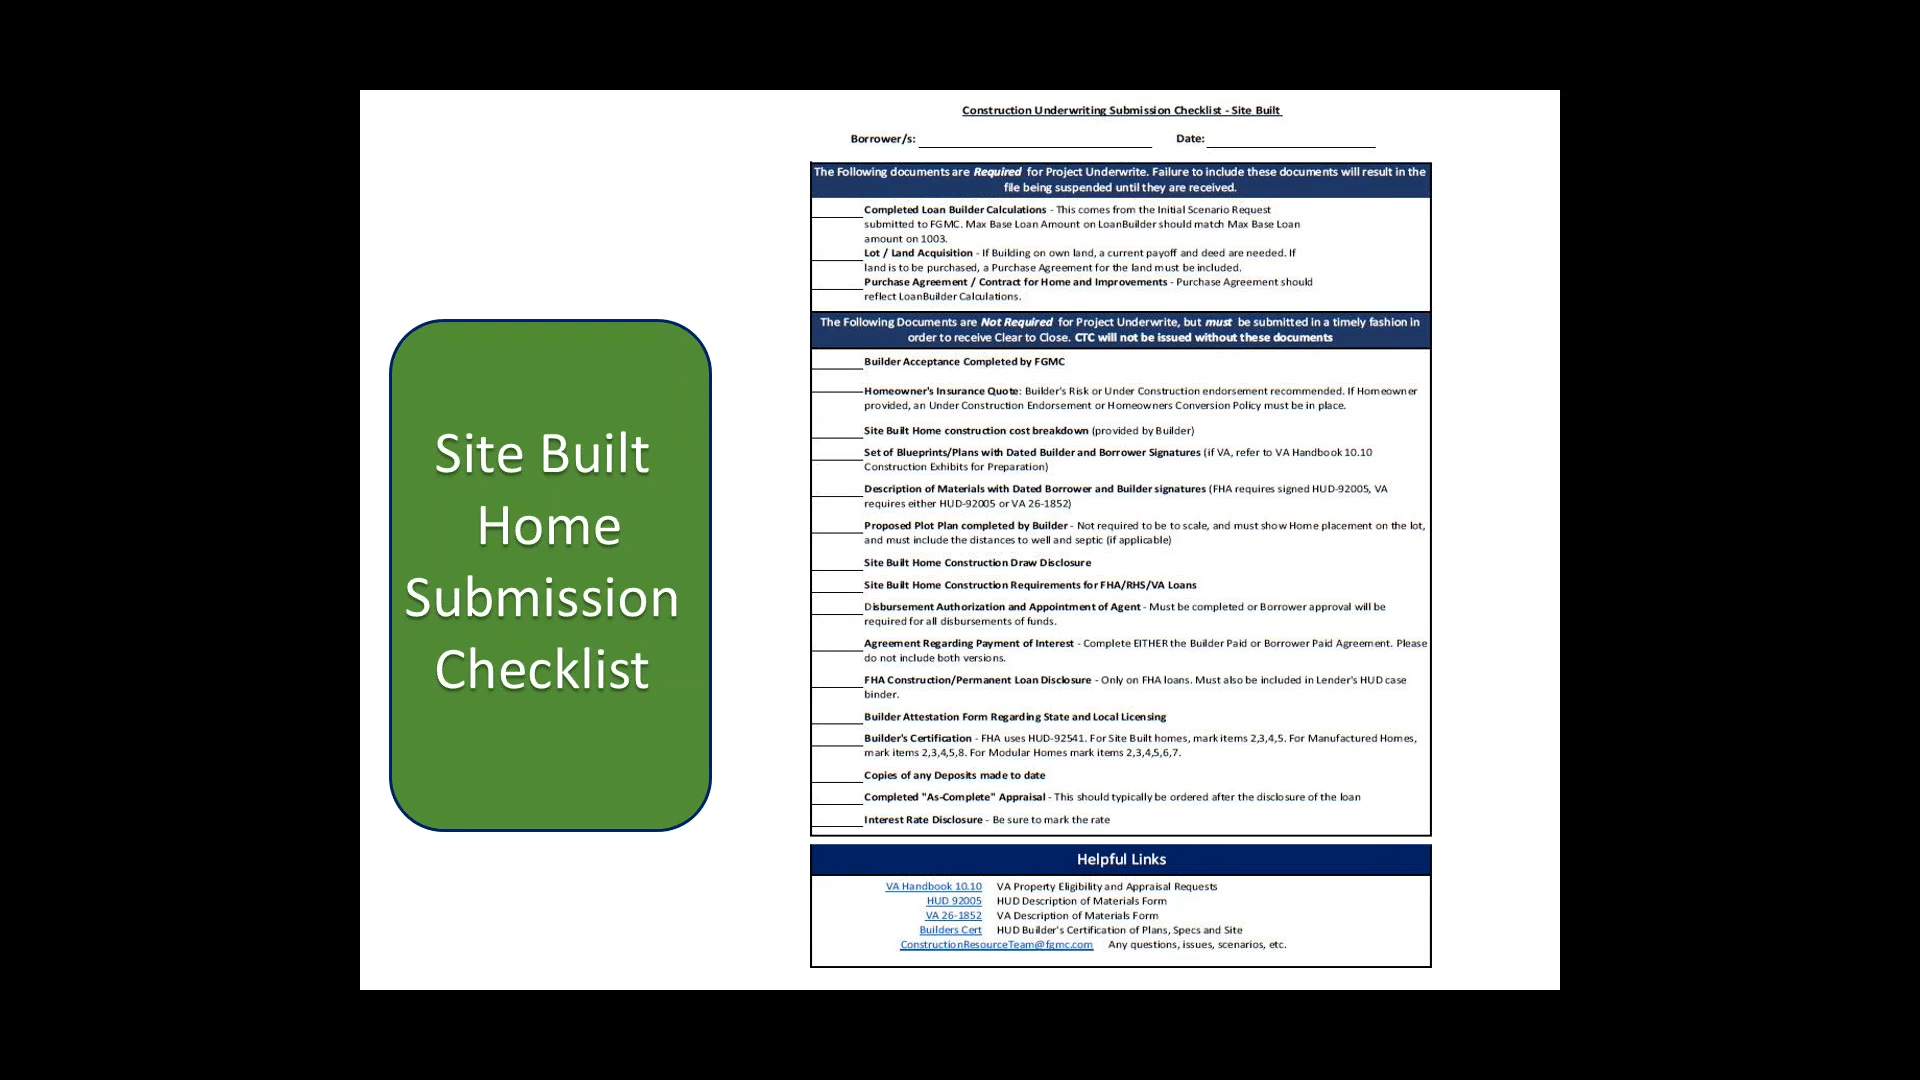 Site Built
Home
Submission
Checklist
Construction Underwriting Submission Checklist - Site Built
Borrower/s: Date:
The Following documents are Required for Project Underwrite. Failure to include these documents will result in the
file being suspended until they are received.
Completed Loan Builder Calculations - This comes from the Initial Scenario Request
submitted to FGMC. Max Base Loan Amount on LoanBuilder should match Max Base Loan
amount on 1003.
Lot / Land Acquisition - If Building on own land, a current payoff and deed are needed. If
land is to be purchased, a Purchase Agreement for the land must be included.
Purchase Agreement / Contract for Home and Improvements - Purchase Agreement should
reflect LoanBuilder Calculations.
The Following Documents are Not Required for Project Underwrite, but must be submitted in a timely fashion in
order to receive Clear to Close. CTC will not be issued without these documents
Builder Acceptance Completed by FGMC
Homeowner's Insurance Quote: Builder's Risk or Under Construction endorsement recommended. If Homeowner
provided, an Under Construction Endorsement or Homeowners Conversion Policy must be in place.
Site Built Home construction cost breakdown (provided by Builder)
Set of Blueprints/Plans with Dated Builder and Borrower Signatures (if VA, refer to VA Handbook 10.10
Construction Exhibits for Preparation)
Description of Materials with Dated Borrower and Builder signatures (FHA requires signed HUD-92005, VA
requires either HUD-92005 or VA 26-1852)
Proposed Plot Plan completed by Builder - Not required to be to scale, and must show Home placement on the lot,
and must include the distances to well and septic (if applicable)
Site Built Home Construction Draw Disclosure
Site Built Home Construction Requirements for FHA/RHS/VA Loans
Disbursement Authorization and Appointment of Agent - Must be completed or Borrower approval will be
required for all disbursements of funds.
Agreement Regarding Payment of Interest - Complete EITHER the Builder Paid or Borrower Paid Agreement. Please
do not include both versions.
FHA Construction/Permanent Loan Disclosure - Only on FHA loans. Must also be included in Lender's HUD case
binder.
Builder Attestation Form Regarding State and Local Licensing
Builder's Certification - FHA uses HUD-92541. For Site Built homes, mark items 2,3,4,5. For Manufactured Homes,
mark items 2,3,4,5,8. For Modular Homes mark items 2,3,4,5,6,7.
Copies of any Deposits made to date
Completed "As-Complete" Appraisal - This should typically be ordered after the disclosure of the loan
Interest Rate Disclosure - Be sure to mark the rate
Helpful Links
VA Handbook 10.10 VA Property Eligibility and Appraisal Requests
HUD 92005 HUD Description of Materials Form
VA 26-1852 VA Description of Materials Form
Builders Cert HUD Builder's Certification of Plans, Specs and Site
ConstructionResourceTeam@fgmc.com Any questions, issues, scenarios, etc.